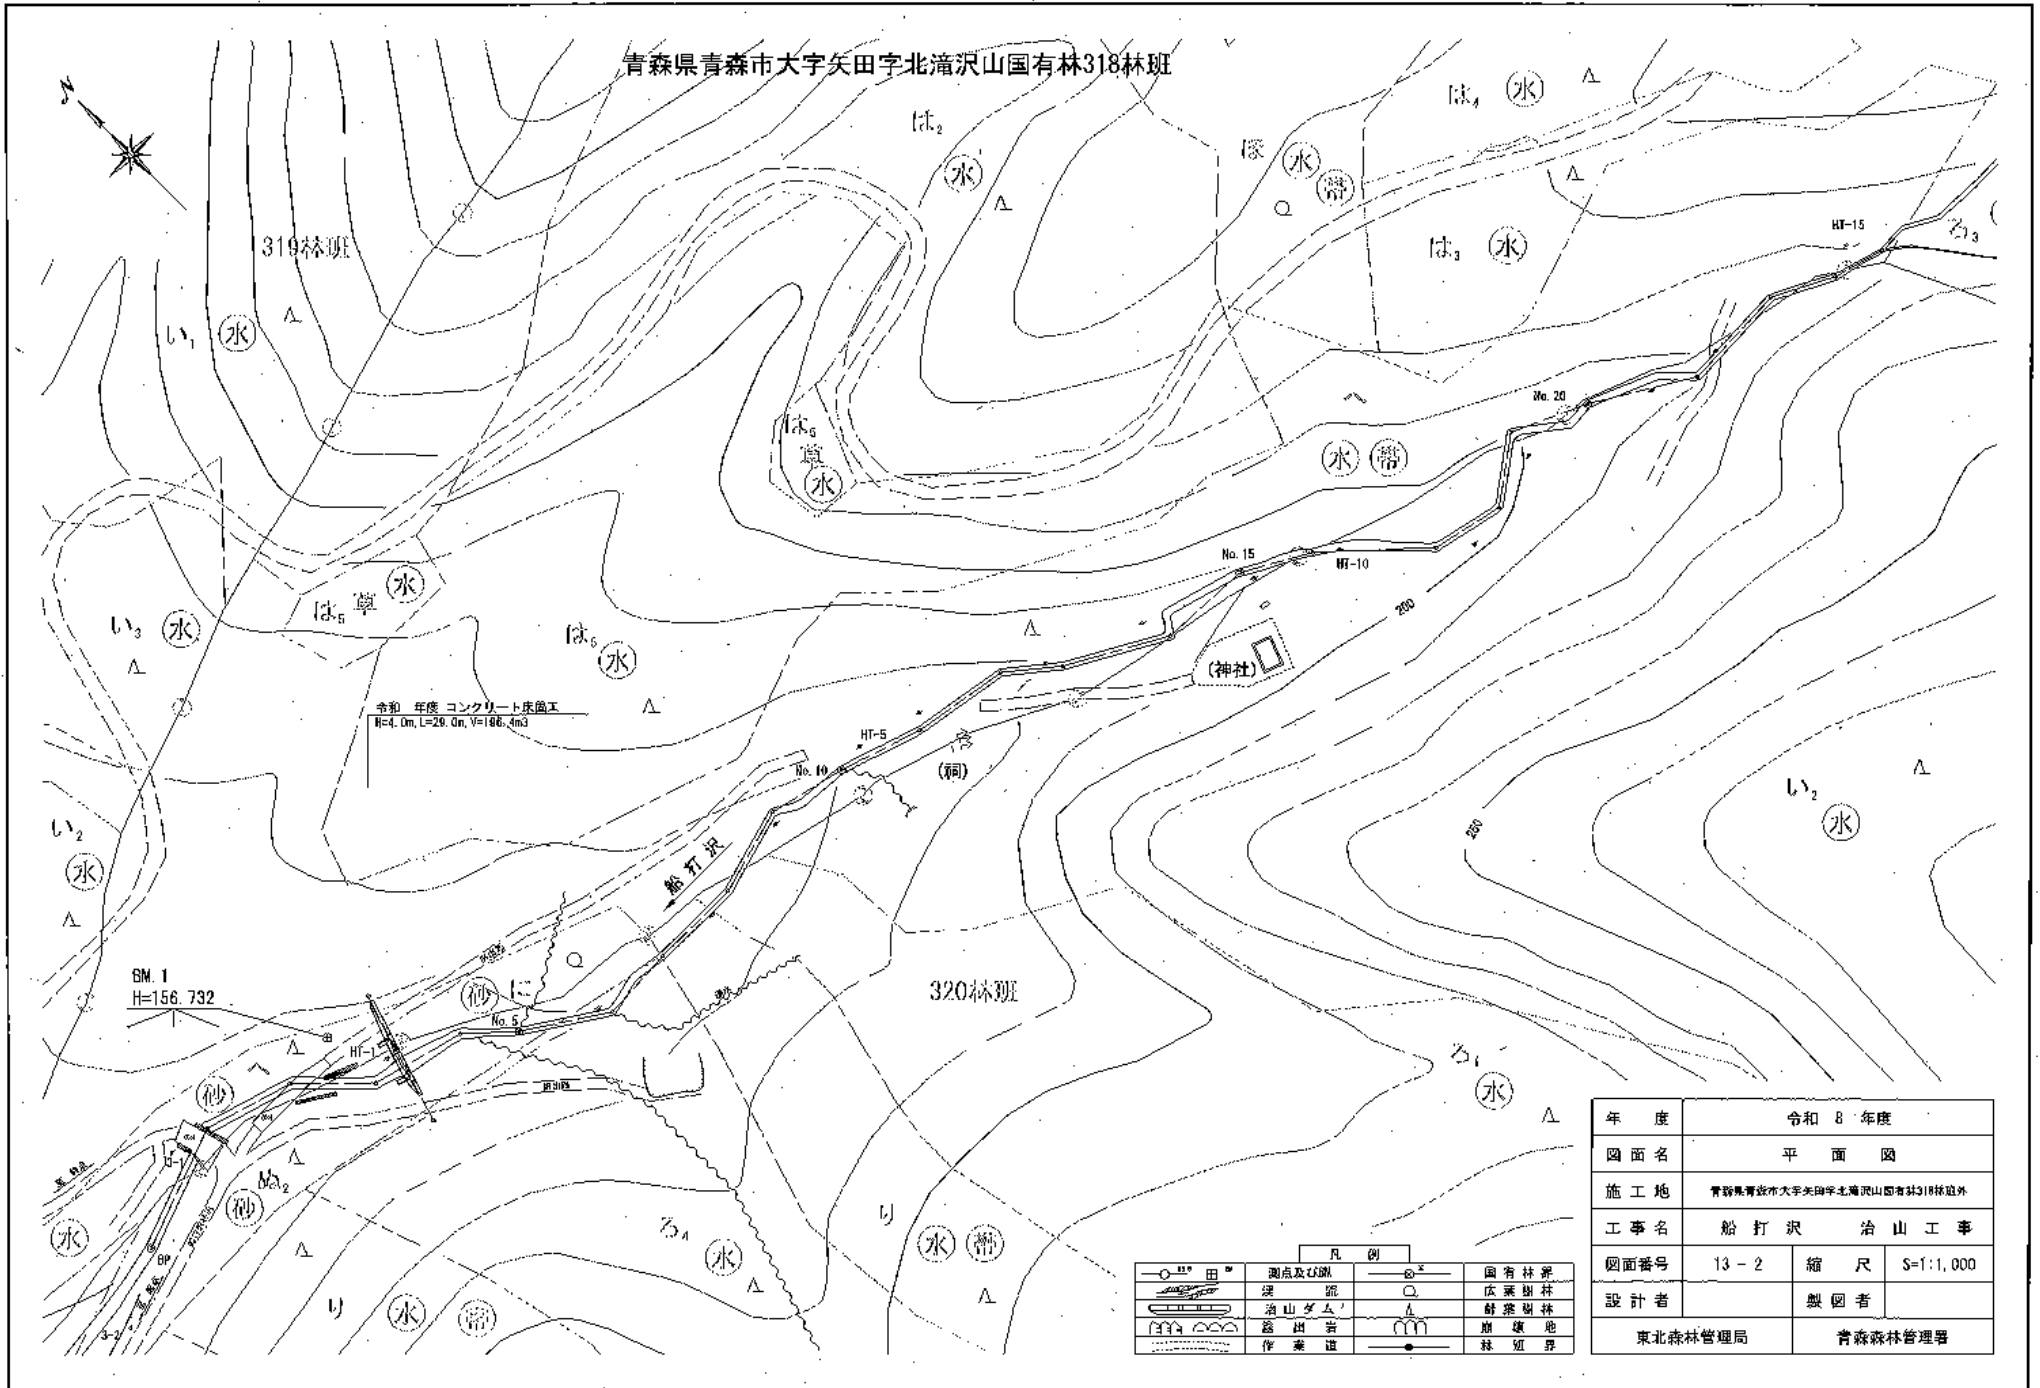 青森県青森市大字矢田字北滝沢山国有林318林班
N
は₄ 水
は₂
水
ほ 水
帯
は₃ 水
HT-15
ろ₃
319林班
い₁ 水
No. 20
へ
水 帯
は₆
草
水
No. 15
HT-10
200
い₃ 水
は₅ 草 水
は₆
水
(神社)
令和 年度 コンクリート床固工
H=4.0m, L=29.0m, V=186.4m3
HT-5
No. 10
(祠)
い₂
水
250
い₂
水
船打沢
BM. 1
H=156.732
砂 に
No. 5
HT-1
320林班
へ
砂
ろ₁
水
ぬ₂
砂
水
BP
3-2
ろ₄
水
り
水 帯
り
水 帯
凡 例
測点及びBM
国有林界
渓流
広葉樹林
治山ダム
針葉樹林
露出岩
崩壊地
作業道
林班界
年度 令和 8 年度
図面名 平面図
施工地 青森県青森市大字矢田字北滝沢山国有林318林班外
工事名 船打沢 治山工事
図面番号 13-2 縮尺 S=1:1,000
設計者 製図者
東北森林管理局 青森森林管理署